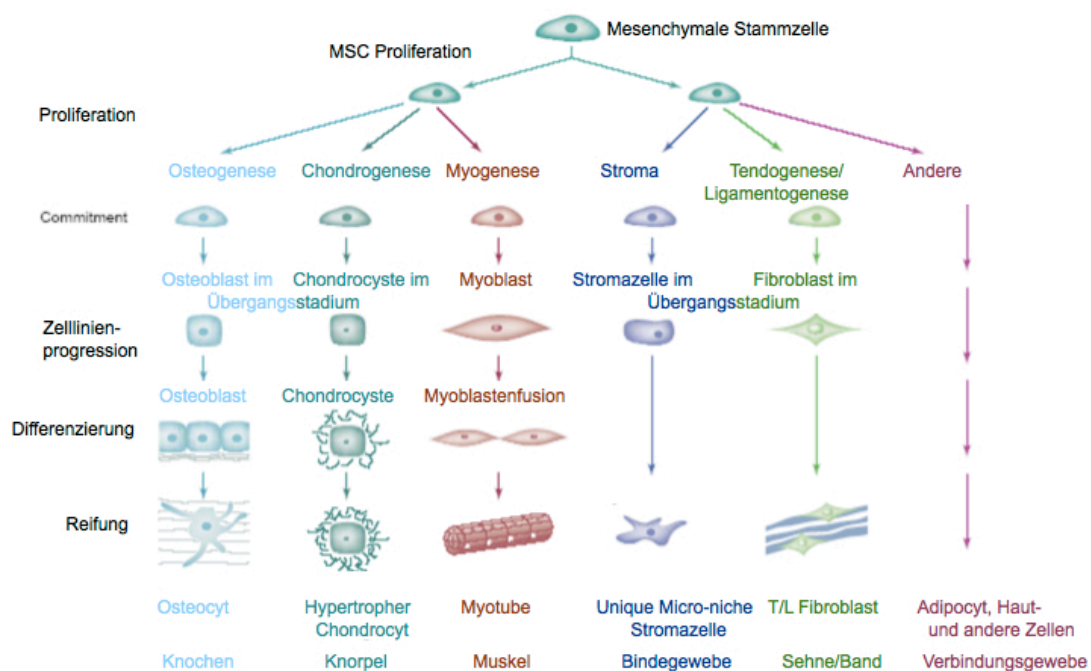 Mesenchymale Stammzelle
MSC Proliferation
Proliferation
Osteogenese Chondrogenese Myogenese Stroma Tendogenese/ Andere
Ligamentogenese
Commitment
Osteoblast im Chondrocyste im Myoblast Stromazelle im Fibroblast im
Übergangsstadium Übergangsstadium
Zelllinien-
progression
Osteoblast Chondrocyste Myoblastenfusion
Differenzierung
Reifung
Osteocyt Hypertropher Myotube Unique Micro-niche T/L Fibroblast Adipocyt, Haut-
Chondrocyt Stromazelle und andere Zellen
Knochen Knorpel Muskel Bindegewebe Sehne/Band Verbindungsgewebe